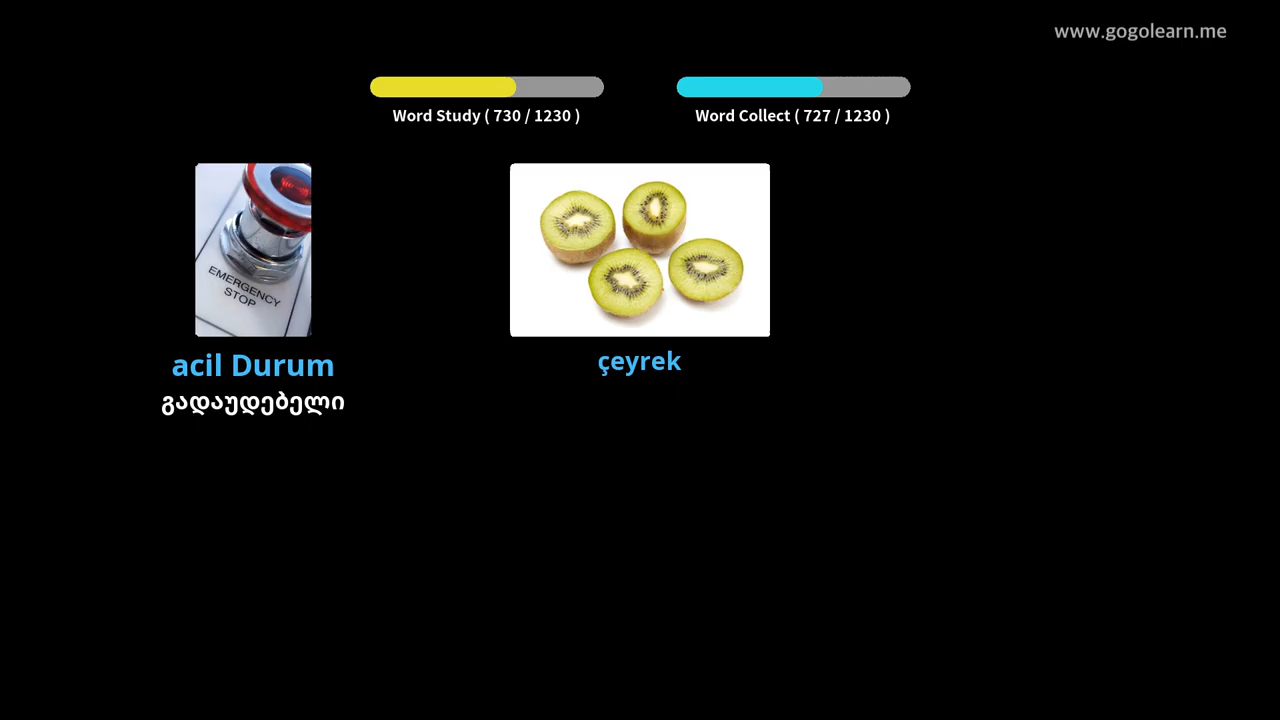 www.gogolearn.me
Word Study ( 730 / 1230 )
Word Collect ( 727 / 1230 )
EMERGENCY
STOP
acil Durum
გადაუდებელი
çeyrek